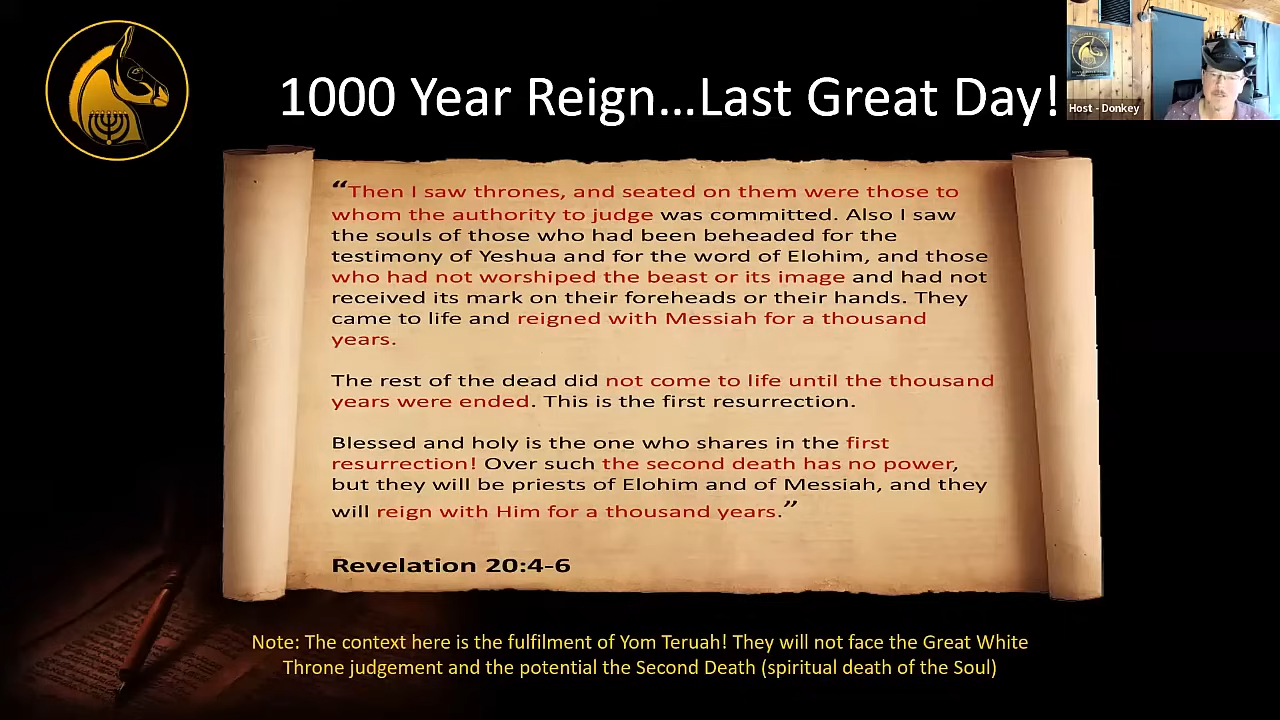 1000 Year Reign...Last Great Day!
Host - Donkey
“Then I saw thrones, and seated on them were those to
whom the authority to judge was committed. Also I saw
the souls of those who had been beheaded for the
testimony of Yeshua and for the word of Elohim, and those
who had not worshiped the beast or its image and had not
received its mark on their foreheads or their hands. They
came to life and reigned with Messiah for a thousand
years.
The rest of the dead did not come to life until the thousand
years were ended. This is the first resurrection.
Blessed and holy is the one who shares in the first
resurrection! Over such the second death has no power,
but they will be priests of Elohim and of Messiah, and they
will reign with Him for a thousand years.”
Revelation 20:4-6
Note: The context here is the fulfilment of Yom Teruah! They will not face the Great White
Throne judgement and the potential the Second Death (spiritual death of the Soul)